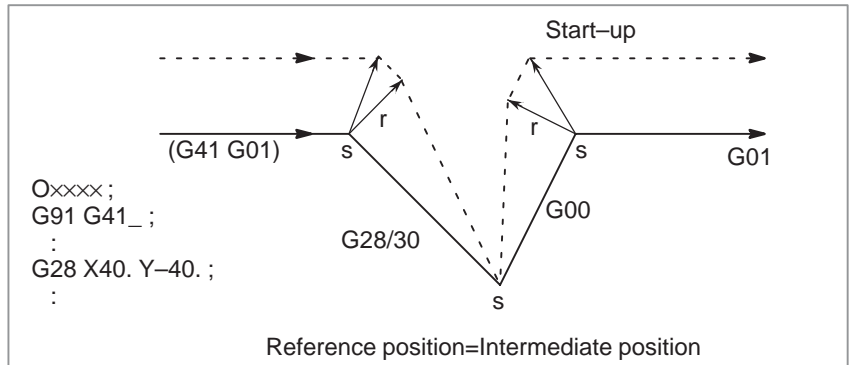 Start–up
r
r
(G41 G01)
s
s
G01
O×××× ;
G91 G41_ ;
:
G28 X40. Y–40. ;
:
G28/30
G00
s
Reference position=Intermediate position